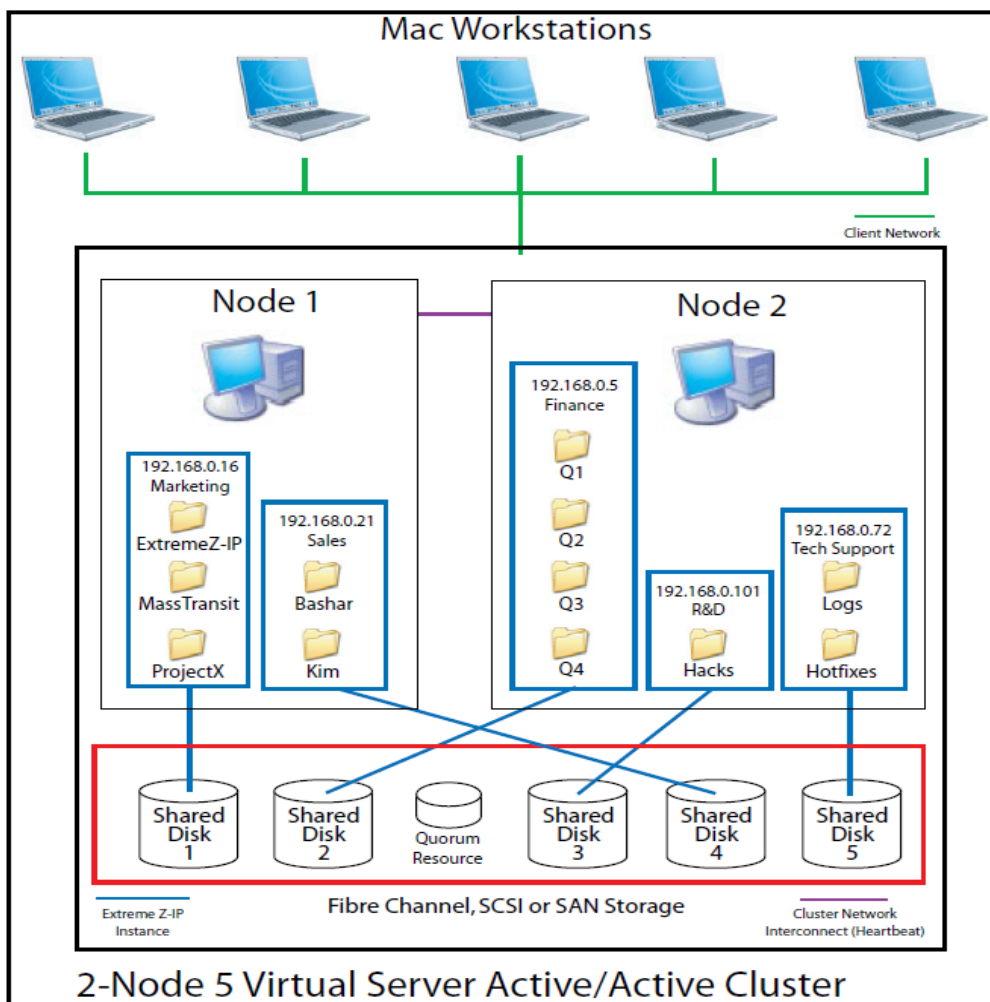 Mac Workstations
Client Network
Node 1
Node 2
192.168.0.16
Marketing
ExtremeZ-IP
MassTransit
ProjectX
192.168.0.21
Sales
Bashar
Kim
192.168.0.5
Finance
Q1
Q2
Q3
Q4
192.168.0.101
R&D
Hacks
192.168.0.72
Tech Support
Logs
Hotfixes
Shared
Disk
1
Shared
Disk
2
Quorum
Resource
Shared
Disk
3
Shared
Disk
4
Shared
Disk
5
Extreme Z-IP
Instance
Fibre Channel, SCSI or SAN Storage
Cluster Network
Interconnect (Heartbeat)
2-Node 5 Virtual Server Active/Active Cluster